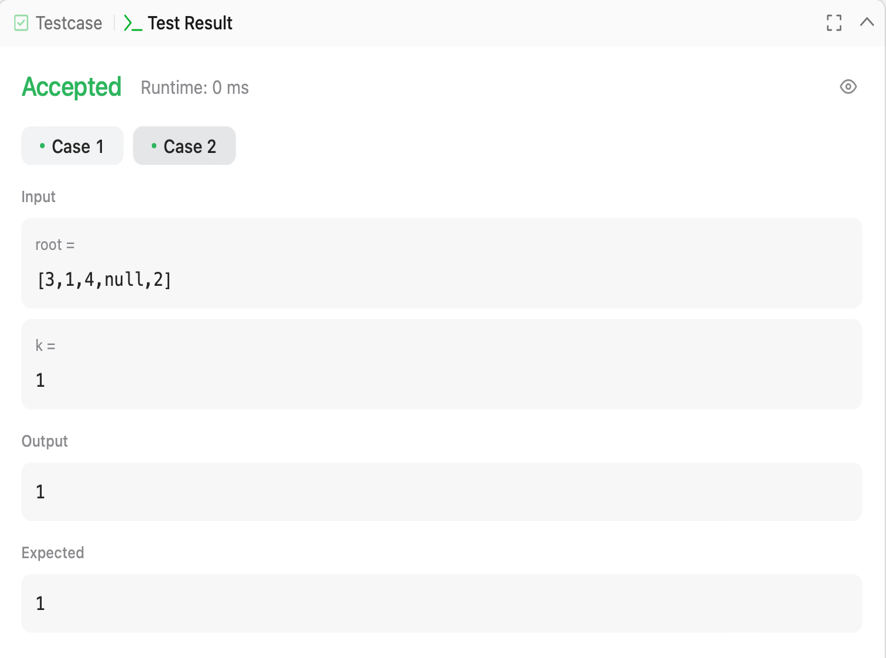 Testcase Test Result
Accepted Runtime: 0 ms
Case 1 Case 2
Input
root =
[3,1,4,null,2]
k =
1
Output
1
Expected
1